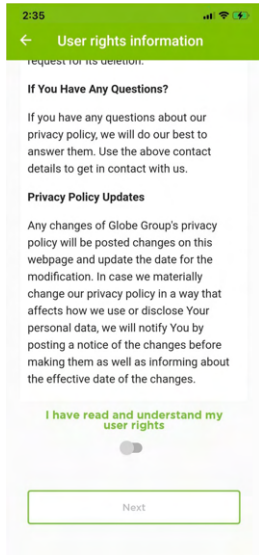 2:35
User rights information
request for its deletion.
If You Have Any Questions?
If you have any questions about our
privacy policy, we will do our best to
answer them. Use the above contact
details to get in contact with us.
Privacy Policy Updates
Any changes of Globe Group's privacy
policy will be posted changes on this
webpage and update the date for the
modification. In case we materially
change our privacy policy in a way that
affects how we use or disclose Your
personal data, we will notify You by
posting a notice of the changes before
making them as well as informing about
the effective date of the changes.
I have read and understand my
user rights
Next